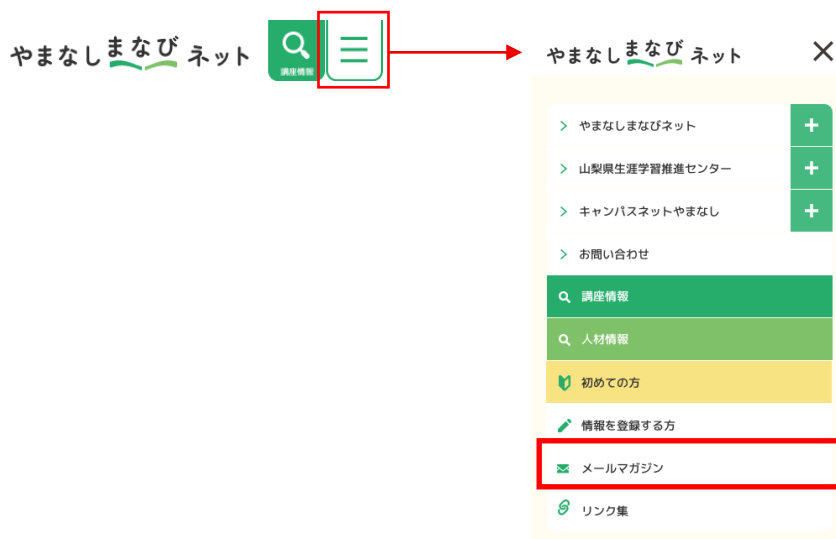 やまなしまなびネット
講座情報
やまなしまなびネット
やまなしまなびネット
山梨県生涯学習推進センター
キャンパスネットやまなし
お問い合わせ
講座情報
人材情報
初めての方
情報を登録する方
メールマガジン
リンク集